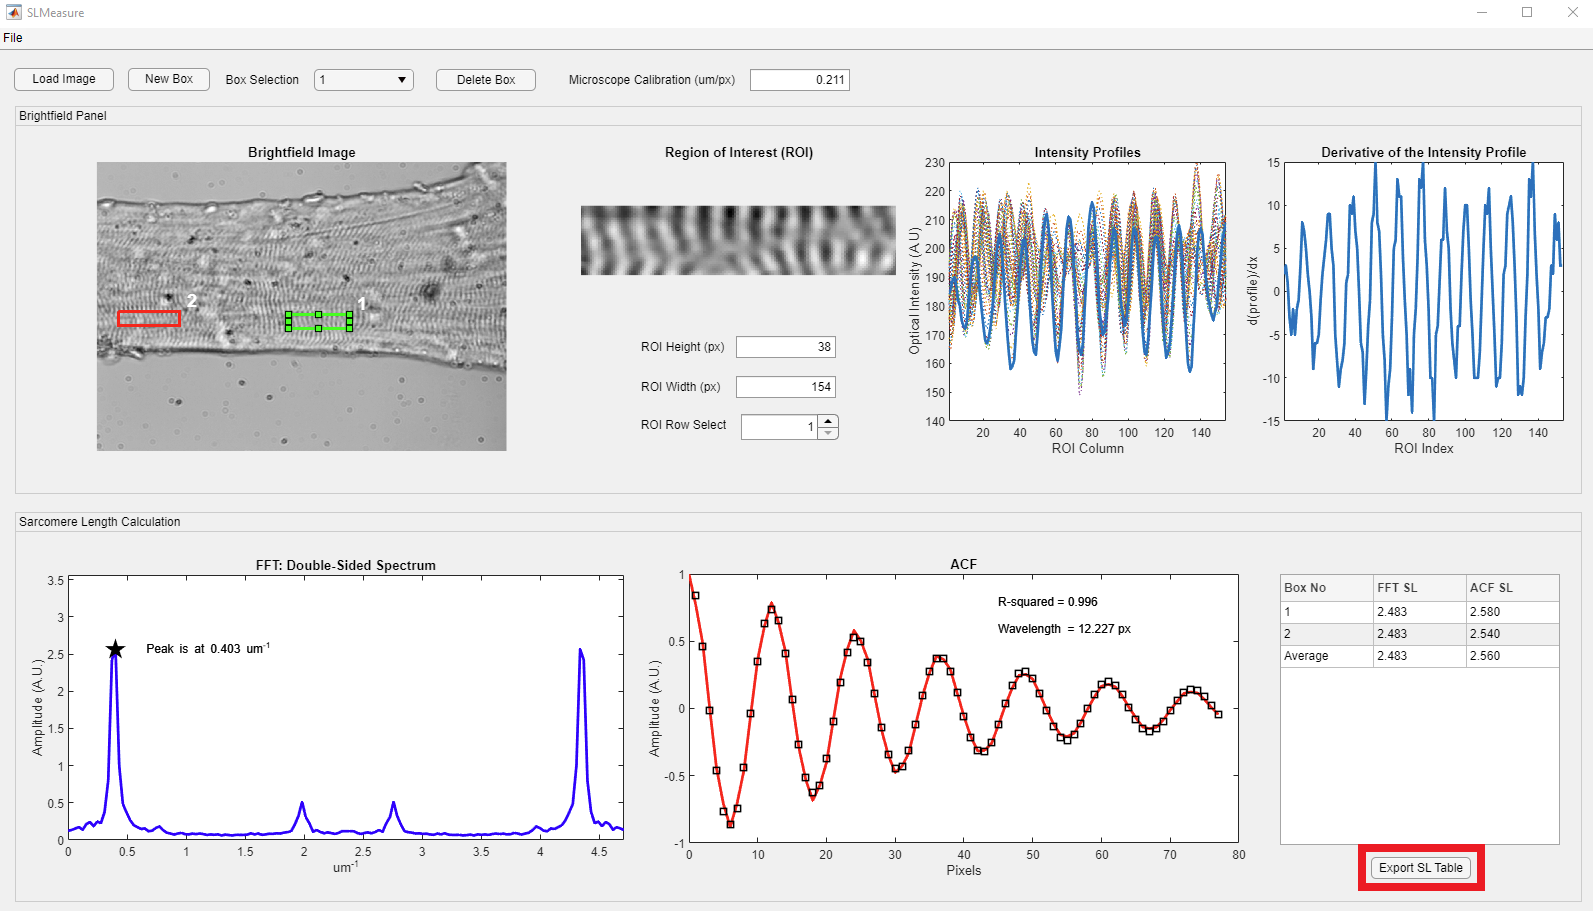 SLMeasure
File
Load Image New Box Box Selection 1 Delete Box Microscope Calibration (um/px) 0.211
Brightfield Panel
Brightfield Image
2
1
Region of Interest (ROI)
ROI Height (px) 38
ROI Width (px) 154
ROI Row Select 1
Intensity Profiles
Optical Intensity (A.U)
230
220
210
200
190
180
170
160
150
140
20 40 60 80 100 120 140
ROI Column
Derivative of the Intensity Profile
d(profile)/dx
15
10
5
0
-5
-10
-15
20 40 60 80 100 120 140
ROI Index
Sarcomere Length Calculation
FFT: Double-Sided Spectrum
Amplitude (A.U.)
3.5
3
2.5
2
1.5
1
0.5
0
Peak is at 0.403 um⁻¹
0 0.5 1 1.5 2 2.5 3 3.5 4 4.5
um⁻¹
ACF
Amplitude (A.U.)
1
0.5
0
-0.5
-1
R-squared = 0.996
Wavelength = 12.227 px
0 10 20 30 40 50 60 70 80
Pixels
Box No FFT SL ACF SL
1 2.483 2.580
2 2.483 2.540
Average 2.483 2.560
Export SL Table